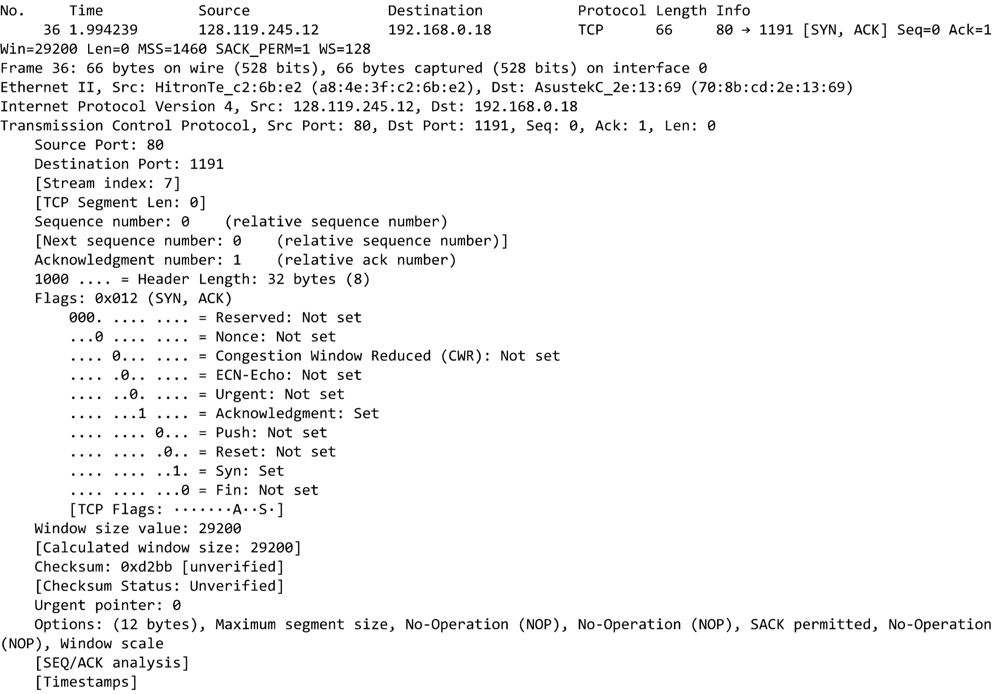 No.     Time           Source                Destination           Protocol Length Info
     36 1.994239       128.119.245.12        192.168.0.18          TCP      66     80 → 1191 [SYN, ACK] Seq=0 Ack=1
Win=29200 Len=0 MSS=1460 SACK_PERM=1 WS=128
Frame 36: 66 bytes on wire (528 bits), 66 bytes captured (528 bits) on interface 0
Ethernet II, Src: HitronTe_c2:6b:e2 (a8:4e:3f:c2:6b:e2), Dst: AsustekC_2e:13:69 (70:8b:cd:2e:13:69)
Internet Protocol Version 4, Src: 128.119.245.12, Dst: 192.168.0.18
Transmission Control Protocol, Src Port: 80, Dst Port: 1191, Seq: 0, Ack: 1, Len: 0
    Source Port: 80
    Destination Port: 1191
    [Stream index: 7]
    [TCP Segment Len: 0]
    Sequence number: 0    (relative sequence number)
    [Next sequence number: 0    (relative sequence number)]
    Acknowledgment number: 1    (relative ack number)
    1000 .... = Header Length: 32 bytes (8)
    Flags: 0x012 (SYN, ACK)
        000. .... .... = Reserved: Not set
        ...0 .... .... = Nonce: Not set
        .... 0... .... = Congestion Window Reduced (CWR): Not set
        .... .0.. .... = ECN-Echo: Not set
        .... ..0. .... = Urgent: Not set
        .... ...1 .... = Acknowledgment: Set
        .... .... 0... = Push: Not set
        .... .... .0.. = Reset: Not set
        .... .... ..1. = Syn: Set
        .... .... ...0 = Fin: Not set
        [TCP Flags: ·······A··S·]
    Window size value: 29200
    [Calculated window size: 29200]
    Checksum: 0xd2bb [unverified]
    [Checksum Status: Unverified]
    Urgent pointer: 0
    Options: (12 bytes), Maximum segment size, No-Operation (NOP), No-Operation (NOP), SACK permitted, No-Operation
(NOP), Window scale
    [SEQ/ACK analysis]
    [Timestamps]